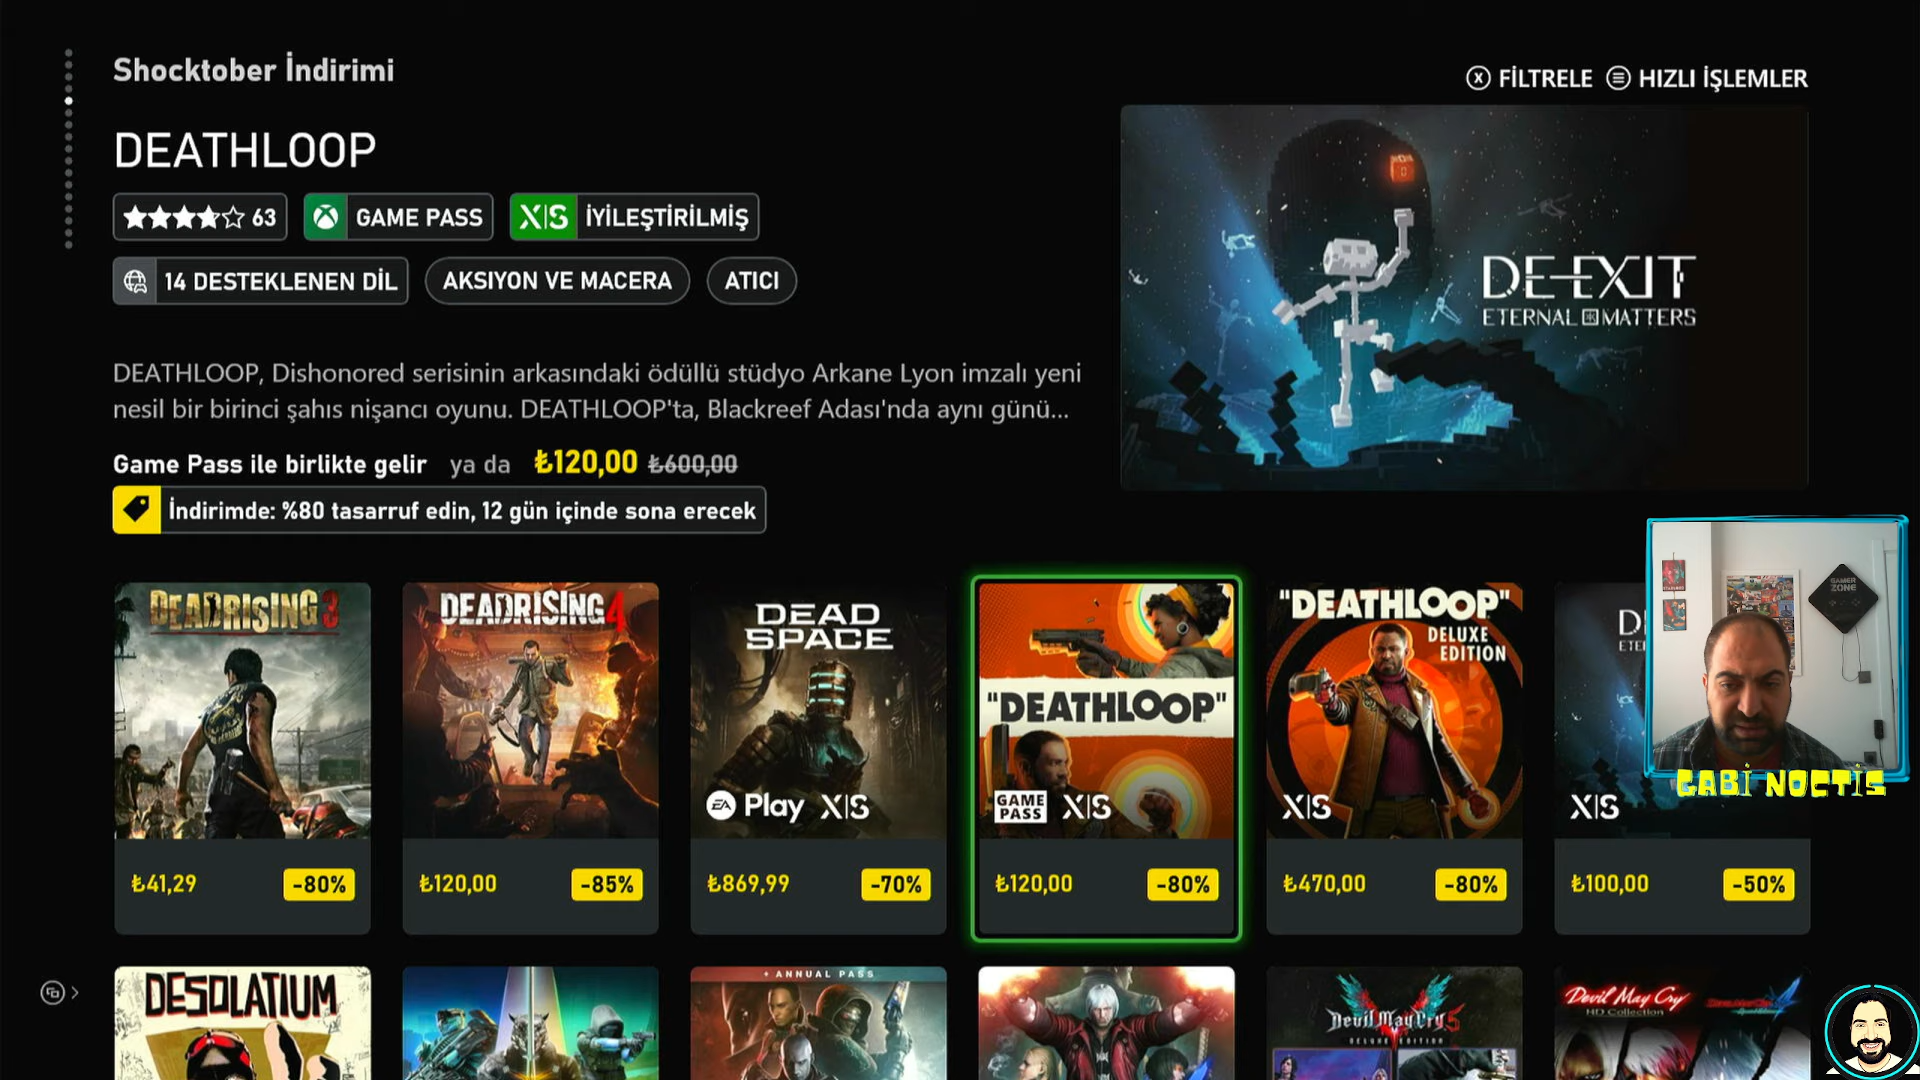 Shocktober İndirimi
FİLTRELE HIZLI İŞLEMLER
DEATHLOOP
63 GAME PASS X|S İYİLEŞTİRİLMİŞ
14 DESTEKLENEN DİL AKSIYON VE MACERA ATICI
DEATHLOOP, Dishonored serisinin arkasındaki ödüllü stüdyo Arkane Lyon imzalı yeni
nesil bir birinci şahıs nişancı oyunu. DEATHLOOP'ta, Blackreef Adası'nda aynı günü...
Game Pass ile birlikte gelir ya da ₺120,00 ₺600,00
İndirimde: %80 tasarruf edin, 12 gün içinde sona erecek
DE-EXIT
ETERNAL MATTERS
DEADRISING 3
DEADRISING 4
DEAD
SPACE
EA Play X|S
"DEATHLOOP"
GAME
PASS X|S
"DEATHLOOP"
DELUXE
EDITION
X|S
X|S
GAMER
ZONE
GABİ NOCTİS
₺41,29 -80%
₺120,00 -85%
₺869,99 -70%
₺120,00 -80%
₺470,00 -80%
₺100,00 -50%
DESOLATIUM
+ ANNUAL PASS
Devil May Cry 5
DELUXE EDITION
Devil May Cry
HD Collection